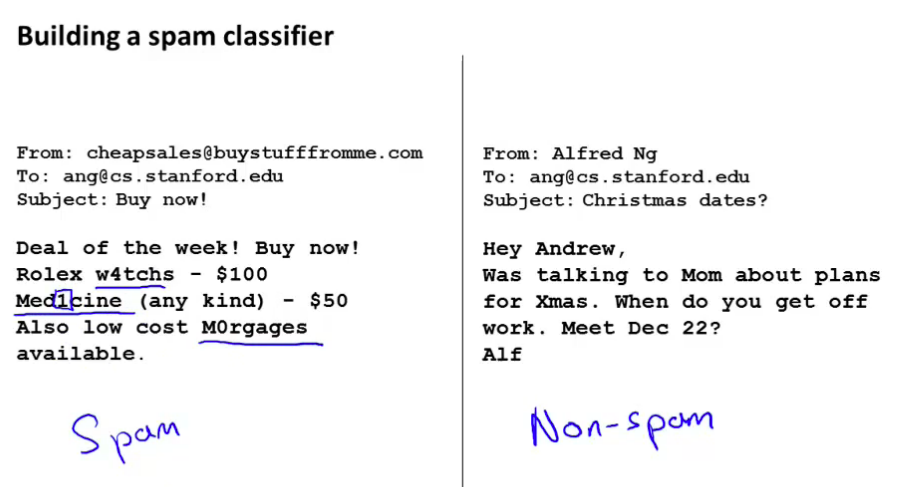 Building a spam classifier
From: cheapsales@buystufffromme.com
To: ang@cs.stanford.edu
Subject: Buy now!
Deal of the week! Buy now!
Rolex w4tchs - $100
Med1cine (any kind) - $50
Also low cost M0rgages
available.
Spam
From: Alfred Ng
To: ang@cs.stanford.edu
Subject: Christmas dates?
Hey Andrew,
Was talking to Mom about plans
for Xmas. When do you get off
work. Meet Dec 22?
Alf
Non-spam